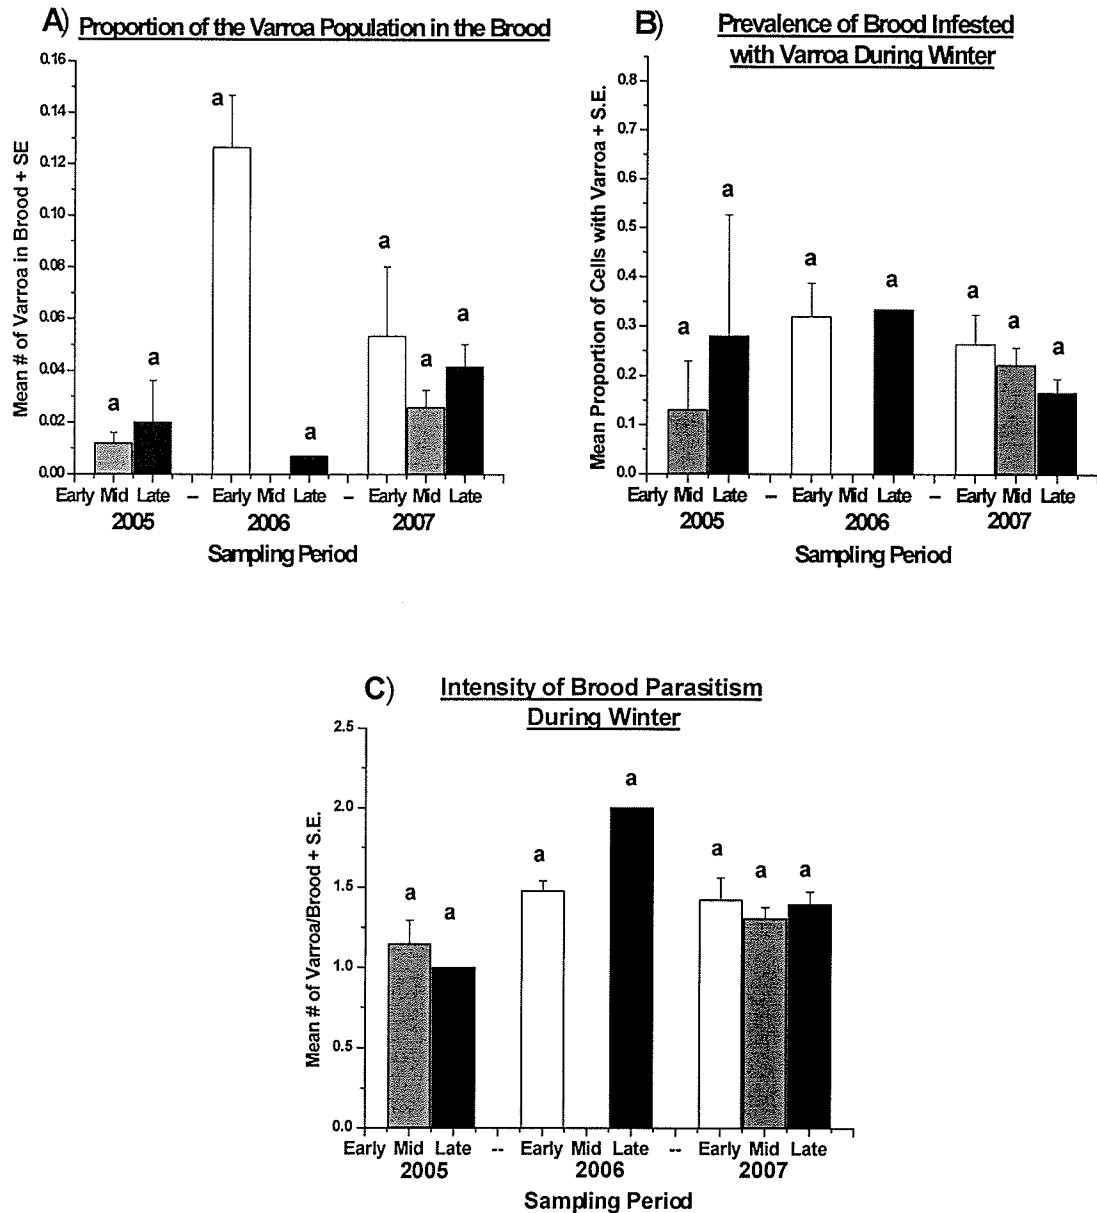 A) Proportion of the Varroa Population in the Brood
Mean # of Varroa in Brood + SE
0.16
0.14
0.12
0.10
0.08
0.06
0.04
0.02
0.00
a
a
a
a
a
a
a
Early Mid Late -- Early Mid Late -- Early Mid Late
2005 2006 2007
Sampling Period
B) Prevalence of Brood Infested
with Varroa During Winter
Mean Proportion of Cells with Varroa + S.E.
0.8
0.7
0.6
0.5
0.4
0.3
0.2
0.1
0.0
a
a
a
a
a
a
a
Early Mid Late -- Early Mid Late -- Early Mid Late
2005 2006 2007
Sampling Period
C) Intensity of Brood Parasitism
During Winter
Mean # of Varroa/Brood + S.E.
2.5
2.0
1.5
1.0
0.5
0.0
a
a
a
a
a
a
a
Early Mid Late -- Early Mid Late -- Early Mid Late
2005 2006 2007
Sampling Period